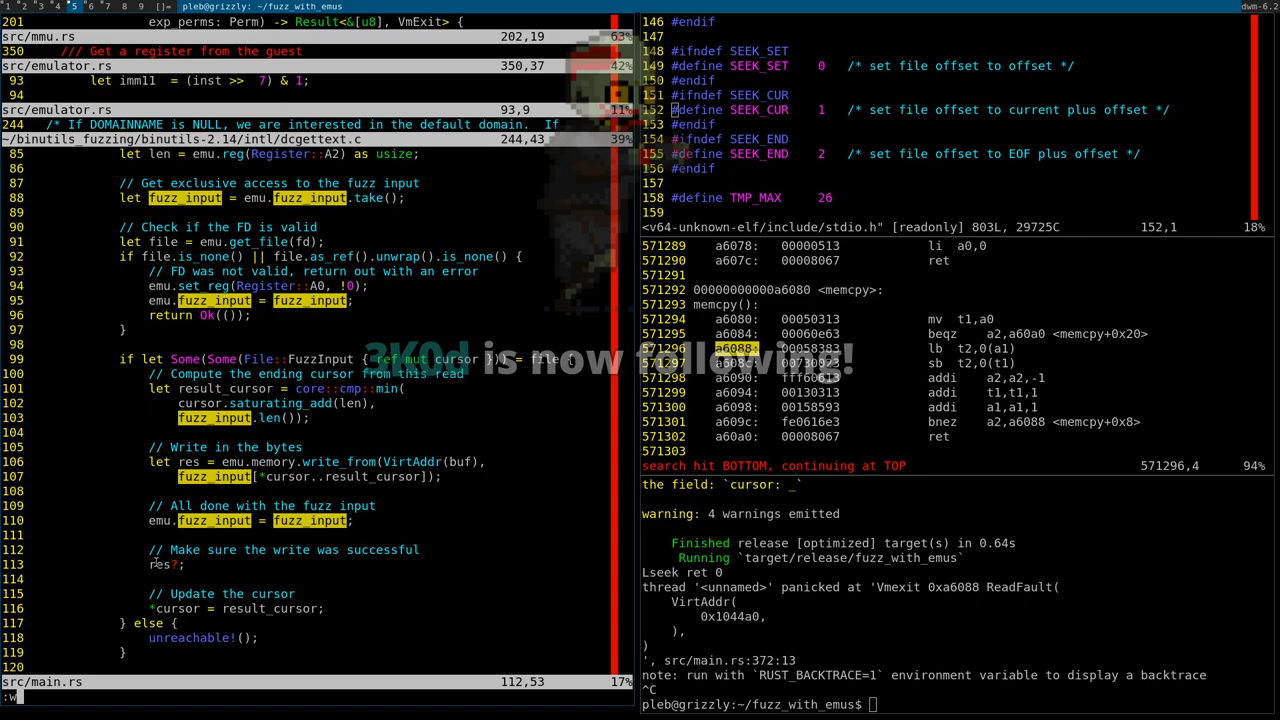 1 2 3 4 5 6 7 8 9 []= pleb@grizzly: ~/fuzz_with_emus dwm-6.2
201 exp_perms: Perm) -> Result<&[u8], VmExit> {
src/mmu.rs 202,19 63%
350 /// Get a register from the guest
src/emulator.rs 350,37 42%
93 let imm11 = (inst >> 7) & 1;
94
src/emulator.rs 93,9 11%
244 /* If DOMAINNAME is NULL, we are interested in the default domain. If
~/binutils_fuzzing/binutils-2.14/intl/dcgettext.c 244,43 39%
85 let len = emu.reg(Register::A2) as usize;
86
87 // Get exclusive access to the fuzz input
88 let fuzz_input = emu.fuzz_input.take();
89
90 // Check if the FD is valid
91 let file = emu.get_file(fd);
92 if file.is_none() || file.as_ref().unwrap().is_none() {
93 // FD was not valid, return out with an error
94 emu.set_reg(Register::A0, !0);
95 emu.fuzz_input = fuzz_input;
96 return Ok(());
97 }
98
99 if let Some(Some(File::FuzzInput { ref mut cursor })) = file {
100 // Compute the ending cursor from this read
101 let result_cursor = core::cmp::min(
102 cursor.saturating_add(len),
103 fuzz_input.len());
104
105 // Write in the bytes
106 let res = emu.memory.write_from(VirtAddr(buf),
107 fuzz_input[*cursor..result_cursor]);
108
109 // All done with the fuzz input
110 emu.fuzz_input = fuzz_input;
111
112 // Make sure the write was successful
113 res?;
114
115 // Update the cursor
116 *cursor = result_cursor;
117 } else {
118 unreachable!();
119 }
120
src/main.rs 112,53 17%
:w
3K0d is now following!
146 #endif
147
148 #ifndef SEEK_SET
149 #define SEEK_SET 0 /* set file offset to offset */
150 #endif
151 #ifndef SEEK_CUR
152 #define SEEK_CUR 1 /* set file offset to current plus offset */
153 #endif
154 #ifndef SEEK_END
155 #define SEEK_END 2 /* set file offset to EOF plus offset */
156 #endif
157
158 #define TMP_MAX 26
159
<v64-unknown-elf/include/stdio.h" [readonly] 803L, 29725C 152,1 18%
571289 a6078: 00000513 li a0,0
571290 a607c: 00008067 ret
571291
571292 00000000000a6080 <memcpy>:
571293 memcpy():
571294 a6080: 00050313 mv t1,a0
571295 a6084: 00060e63 beqz a2,a60a0 <memcpy+0x20>
571296 a6088: 00058383 lb t2,0(a1)
571297 a608c: 00730023 sb t2,0(t1)
571298 a6090: fff60613 addi a2,a2,-1
571299 a6094: 00130313 addi t1,t1,1
571300 a6098: 00158593 addi a1,a1,1
571301 a609c: fe0616e3 bnez a2,a6088 <memcpy+0x8>
571302 a60a0: 00008067 ret
571303
search hit BOTTOM, continuing at TOP 571296,4 94%
the field: `cursor: _`
warning: 4 warnings emitted
Finished release [optimized] target(s) in 0.64s
Running `target/release/fuzz_with_emus`
Lseek ret 0
thread '<unnamed>' panicked at 'Vmexit 0xa6088 ReadFault(
VirtAddr(
0x1044a0,
),
)
', src/main.rs:372:13
note: run with `RUST_BACKTRACE=1` environment variable to display a backtrace
^C
pleb@grizzly:~/fuzz_with_emus$